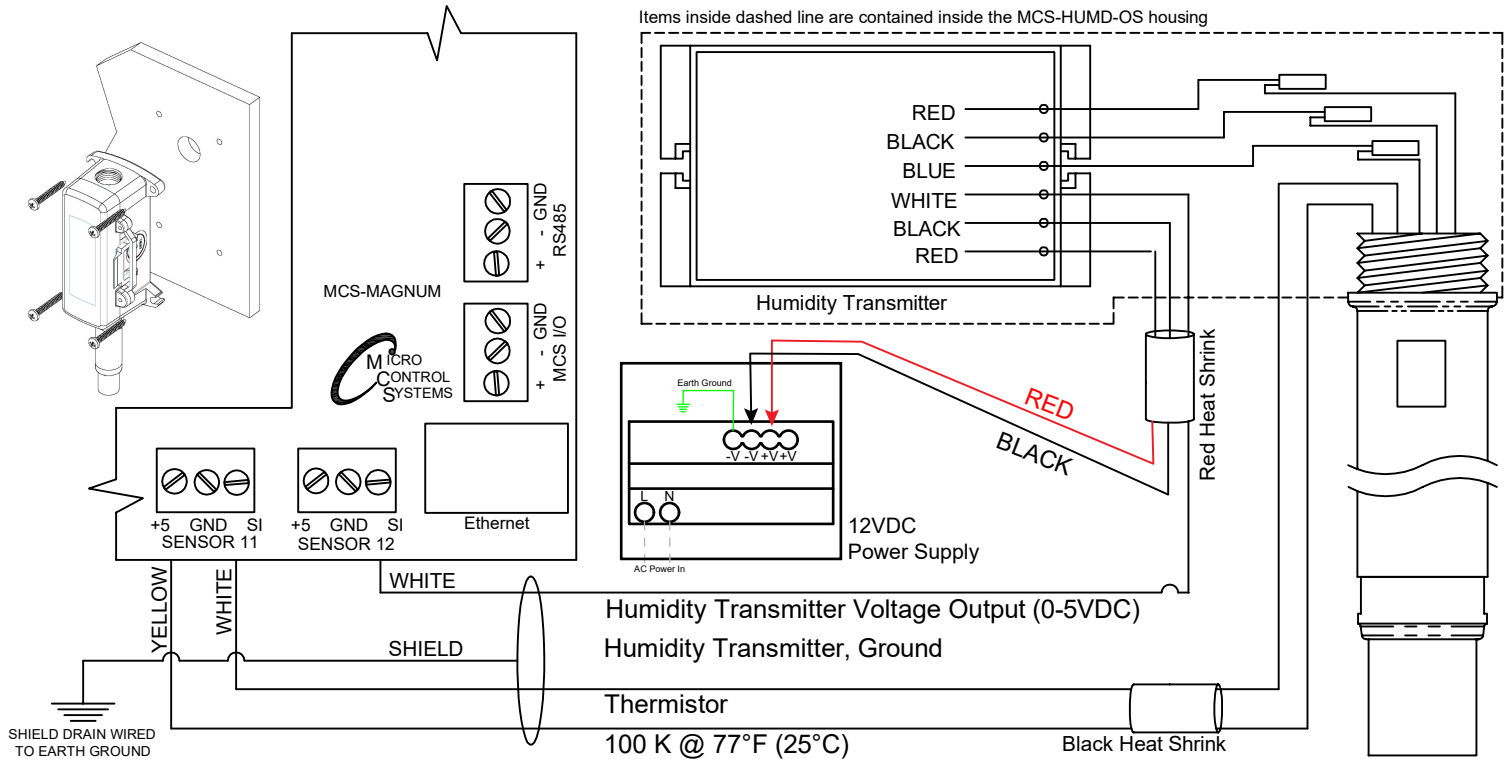 Items inside dashed line are contained inside the MCS-HUMD-OS housing
RED
BLACK
BLUE
WHITE
BLACK
RED
Humidity Transmitter
GND
-
+
RS485
MCS-MAGNUM
GND
-
+
MCS I/O
MICRO
CONTROL
SYSTEMS
Earth Ground
-V -V +V +V
L N
AC Power In
12VDC
Power Supply
RED
BLACK
Red Heat Shrink
+5 GND SI
SENSOR 11
+5 GND SI
SENSOR 12
Ethernet
YELLOW
WHITE
WHITE
Humidity Transmitter Voltage Output (0-5VDC)
SHIELD
Humidity Transmitter, Ground
Thermistor
100 K @ 77°F (25°C)
Black Heat Shrink
SHIELD DRAIN WIRED
TO EARTH GROUND